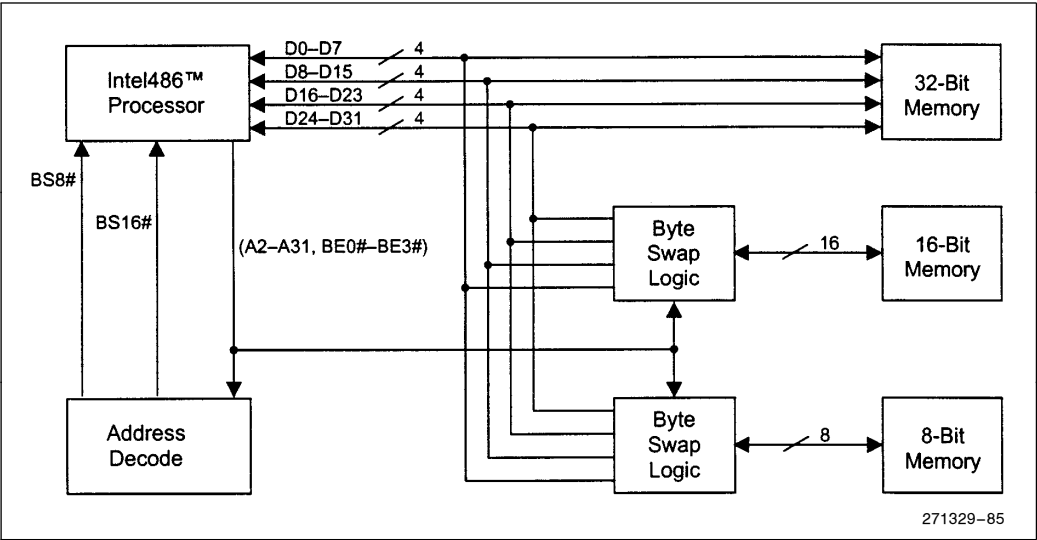 Intel486™
Processor
D0–D7 4
D8–D15 4
D16–D23 4
D24–D31 4
32-Bit
Memory
BS8#
BS16#
(A2–A31, BE0#–BE3#)
Byte
Swap
Logic
16
16-Bit
Memory
Address
Decode
Byte
Swap
Logic
8
8-Bit
Memory
271329–85